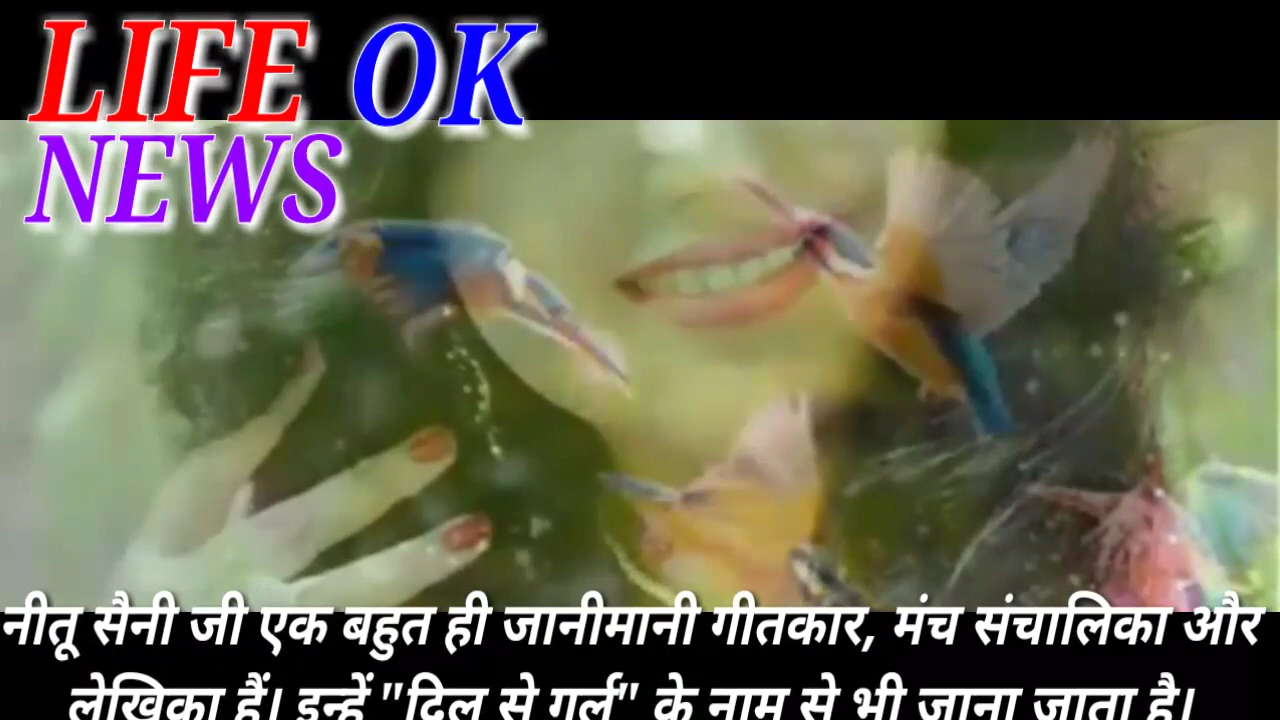 LIFE OK
NEWS
नीतू सैनी जी एक बहुत ही जानीमानी गीतकार, मंच संचालिका और
लेखिका हैं। इन्हें "दिल से गर्ल" के नाम से भी जाना जाता है।